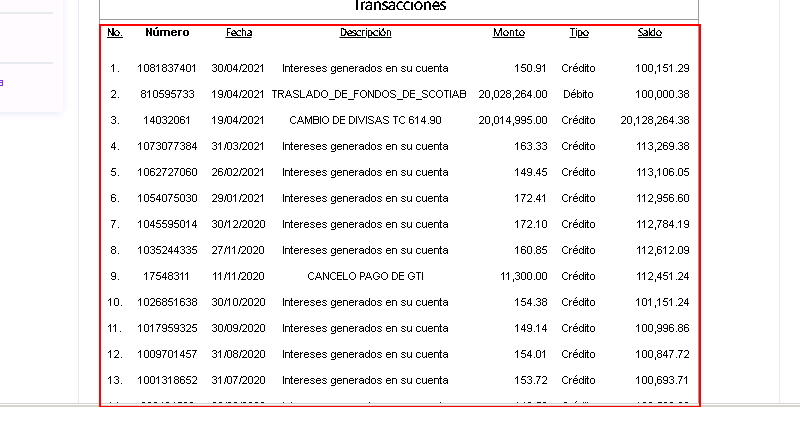 Transacciones
No. Número Fecha Descripción Monto Tipo Saldo
1. 1081837401 30/04/2021 Intereses generados en su cuenta 150.91 Crédito 100,151.29
2. 810595733 19/04/2021 TRASLADO_DE_FONDOS_DE_SCOTIAB 20,028,264.00 Débito 100,000.38
3. 14032061 19/04/2021 CAMBIO DE DIVISAS TC 614.90 20,014,995.00 Crédito 20,128,264.38
4. 1073077384 31/03/2021 Intereses generados en su cuenta 163.33 Crédito 113,269.38
5. 1062727060 26/02/2021 Intereses generados en su cuenta 149.45 Crédito 113,106.05
6. 1054075030 29/01/2021 Intereses generados en su cuenta 172.41 Crédito 112,956.60
7. 1045595014 30/12/2020 Intereses generados en su cuenta 172.10 Crédito 112,784.19
8. 1035244335 27/11/2020 Intereses generados en su cuenta 160.85 Crédito 112,612.09
9. 17548311 11/11/2020 CANCELO PAGO DE GTI 11,300.00 Crédito 112,451.24
10. 1026851638 30/10/2020 Intereses generados en su cuenta 154.38 Crédito 101,151.24
11. 1017959325 30/09/2020 Intereses generados en su cuenta 149.14 Crédito 100,996.86
12. 1009701457 31/08/2020 Intereses generados en su cuenta 154.01 Crédito 100,847.72
13. 1001318652 31/07/2020 Intereses generados en su cuenta 153.72 Crédito 100,693.71